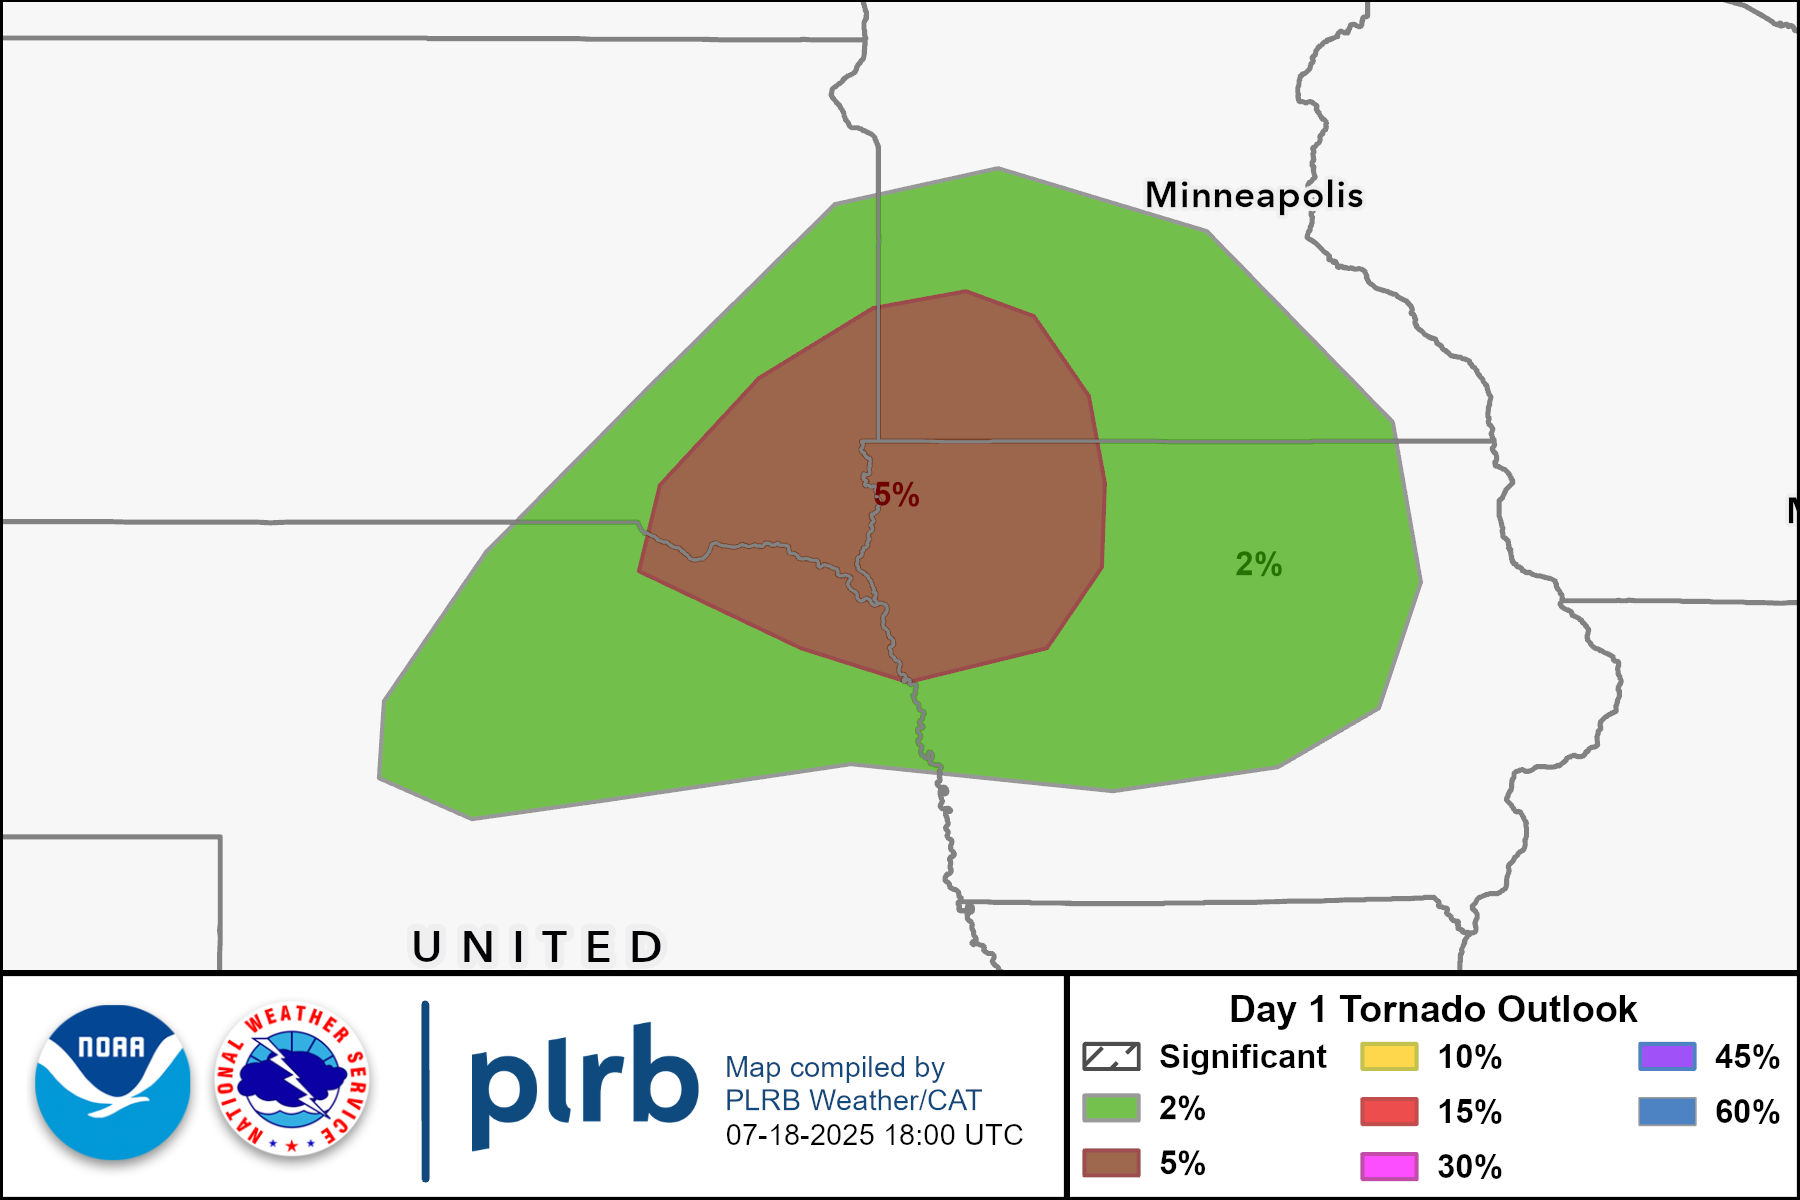 Minneapolis
5%
2%
UNITED
NOAA
NATIONAL WEATHER SERVICE
plrb
Map compiled by
PLRB Weather/CAT
07-18-2025 18:00 UTC
Day 1 Tornado Outlook
Significant
2%
5%
10%
15%
30%
45%
60%